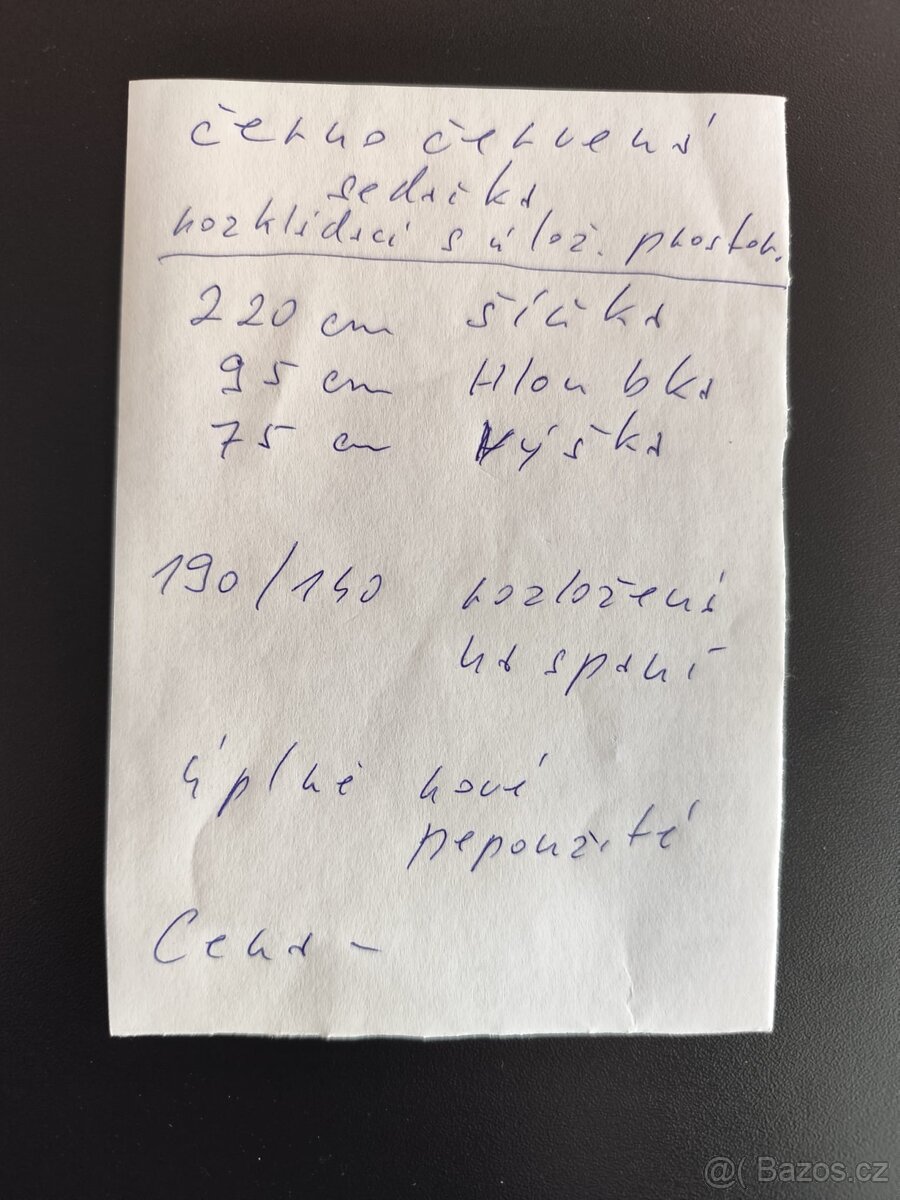 černo červená
sedačka
rozkládací s úlož. prostor.
220 cm šířka
95 cm Hloubka
75 cm Výška
190/140 rozložená
na spaní
úplně nové
nepoužité
Cena -
@( Bazos.cz